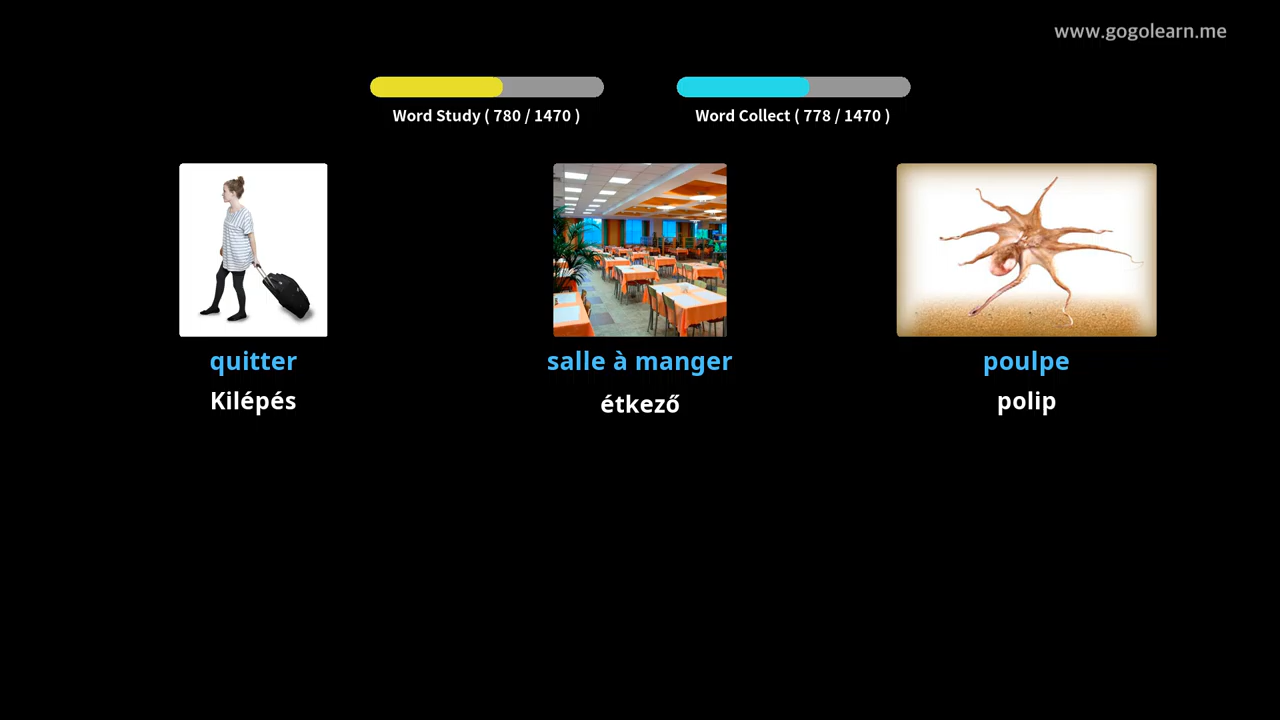 www.gogolearn.me
Word Study ( 780 / 1470 )
Word Collect ( 778 / 1470 )
quitter
Kilépés
salle à manger
étkező
poulpe
polip